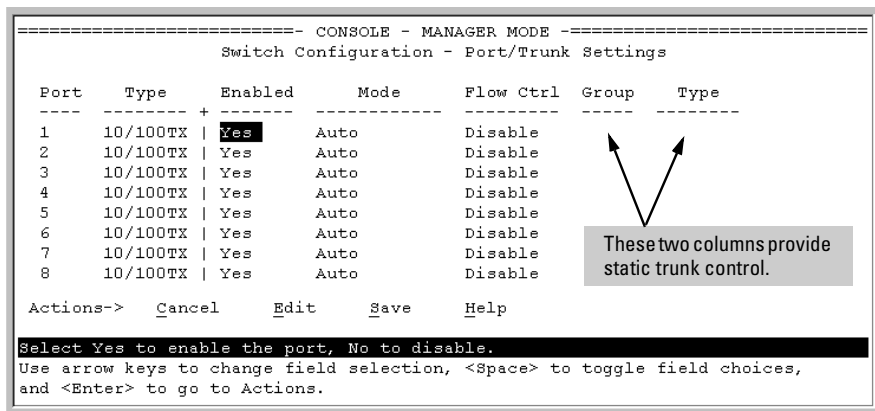 ==========================- CONSOLE - MANAGER MODE -============================
Switch Configuration - Port/Trunk Settings
Port Type Enabled Mode Flow Ctrl Group Type
---- -------- + ------- ------------ --------- ----- --------
1 10/100TX | Yes Auto Disable
2 10/100TX | Yes Auto Disable
3 10/100TX | Yes Auto Disable
4 10/100TX | Yes Auto Disable
5 10/100TX | Yes Auto Disable
6 10/100TX | Yes Auto Disable
7 10/100TX | Yes Auto Disable
8 10/100TX | Yes Auto Disable
These two columns provide
static trunk control.
Actions-> Cancel Edit Save Help
Select Yes to enable the port, No to disable.
Use arrow keys to change field selection, <Space> to toggle field choices,
and <Enter> to go to Actions.